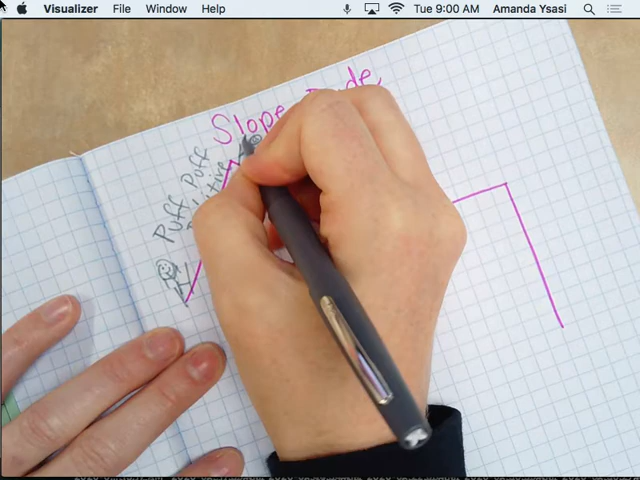 Visualizer File Window Help Tue 9:00 AM Amanda Ysasi
Slope
Puff Puff